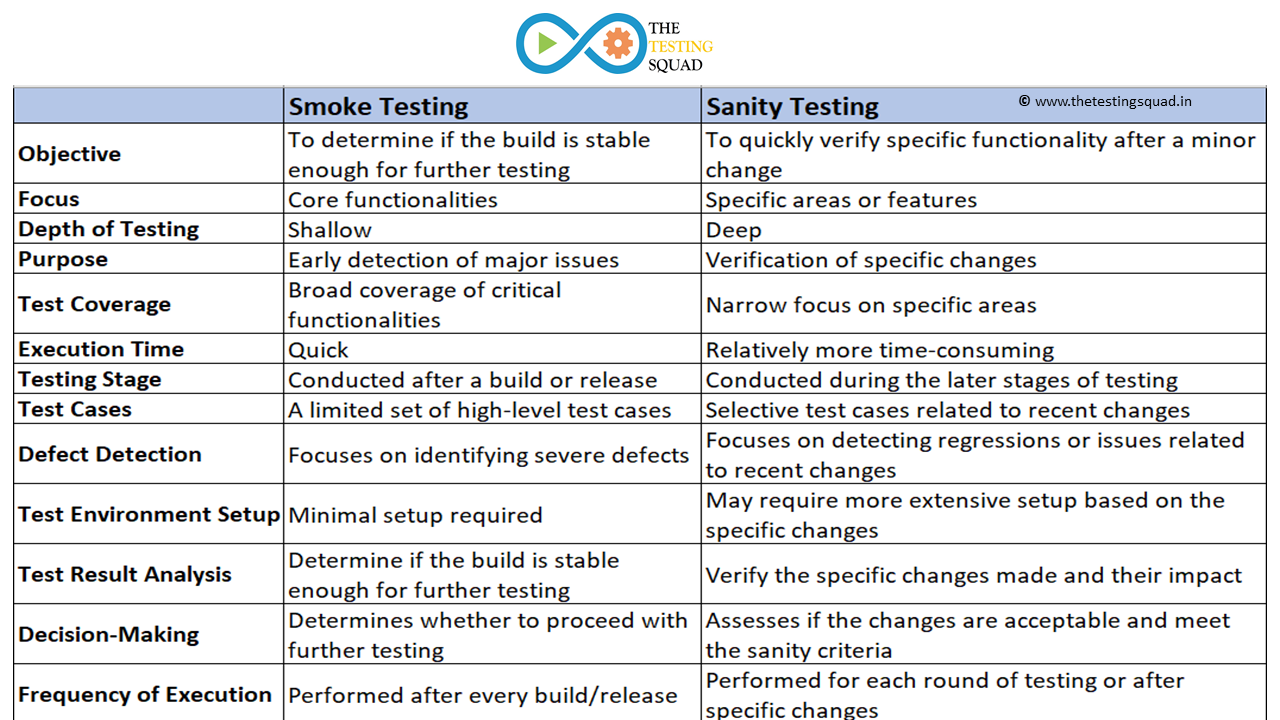 THE
TESTING
SQUAD
Smoke Testing
Sanity Testing
© www.thetestingsquad.in
Objective
To determine if the build is stable
enough for further testing
To quickly verify specific functionality after a minor
change
Focus
Core functionalities
Specific areas or features
Depth of Testing
Shallow
Deep
Purpose
Early detection of major issues
Verification of specific changes
Test Coverage
Broad coverage of critical
functionalities
Narrow focus on specific areas
Execution Time
Quick
Relatively more time-consuming
Testing Stage
Conducted after a build or release
Conducted during the later stages of testing
Test Cases
A limited set of high-level test cases
Selective test cases related to recent changes
Defect Detection
Focuses on identifying severe defects
Focuses on detecting regressions or issues related
to recent changes
Test Environment Setup
Minimal setup required
May require more extensive setup based on the
specific changes
Test Result Analysis
Determine if the build is stable
enough for further testing
Verify the specific changes made and their impact
Decision-Making
Determines whether to proceed with
further testing
Assesses if the changes are acceptable and meet
the sanity criteria
Frequency of Execution
Performed after every build/release
Performed for each round of testing or after
specific changes